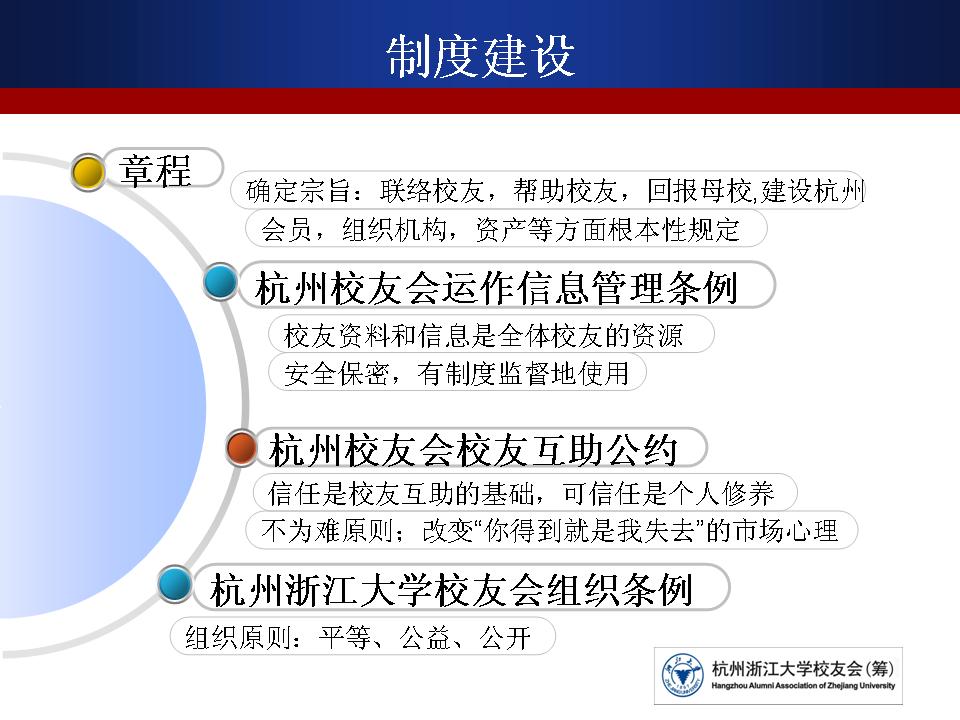 制度建设
章程
确定宗旨：联络校友，帮助校友，回报母校,建设杭州
会员，组织机构，资产等方面根本性规定
杭州校友会运作信息管理条例
校友资料和信息是全体校友的资源
安全保密，有制度监督地使用
杭州校友会校友互助公约
信任是校友互助的基础，可信任是个人修养
不为难原则；改变“你得到就是我失去”的市场心理
杭州浙江大学校友会组织条例
组织原则：平等、公益、公开
杭州浙江大学校友会(筹)
Hangzhou Alumni Association of Zhejiang University